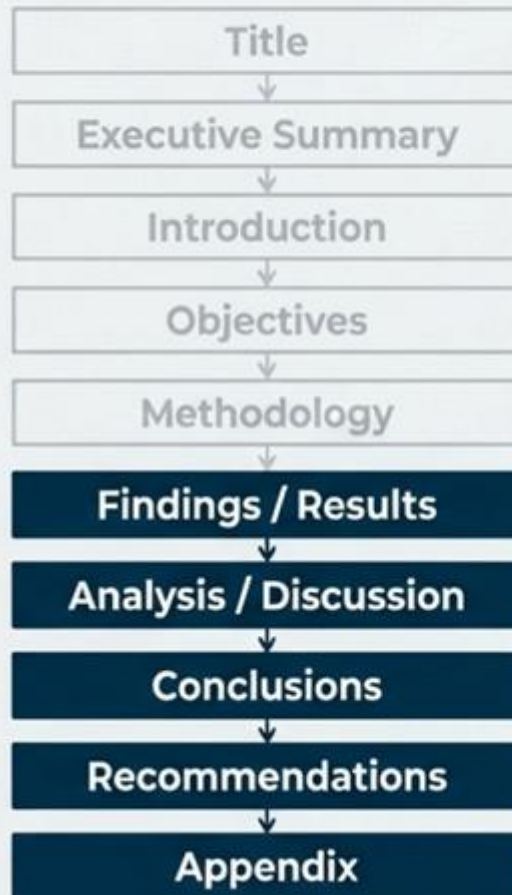 Title
Executive Summary
Introduction
Objectives
Methodology
Findings / Results
Analysis / Discussion
Conclusions
Recommendations
Appendix